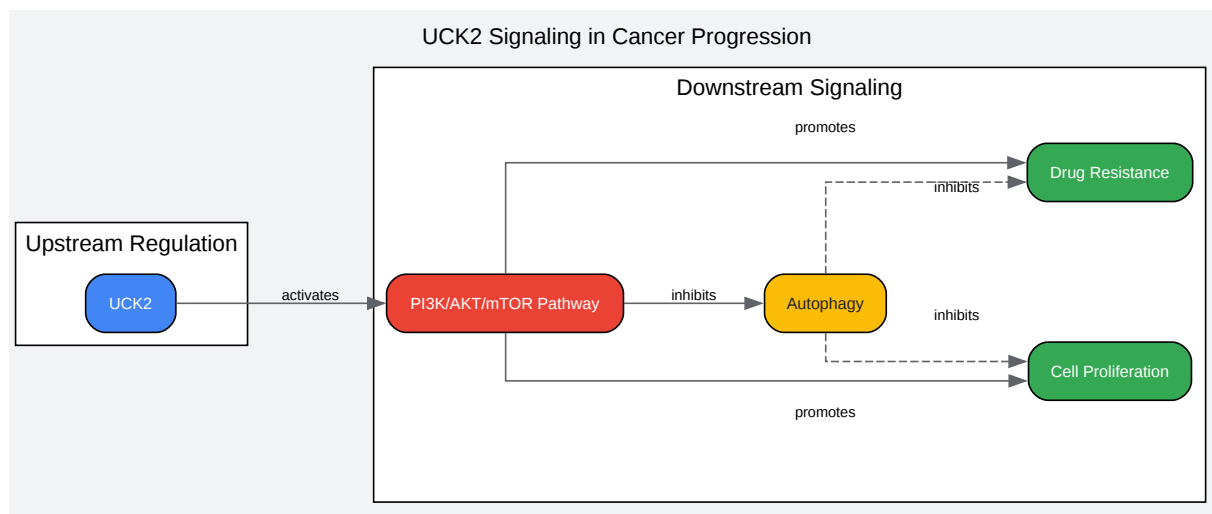 UCK2 Signaling in Cancer Progression
Downstream Signaling
promotes
Drug Resistance
inhibits
Upstream Regulation
UCK2
activates
PI3K/AKT/mTOR Pathway
inhibits
Autophagy
inhibits
Cell Proliferation
promotes